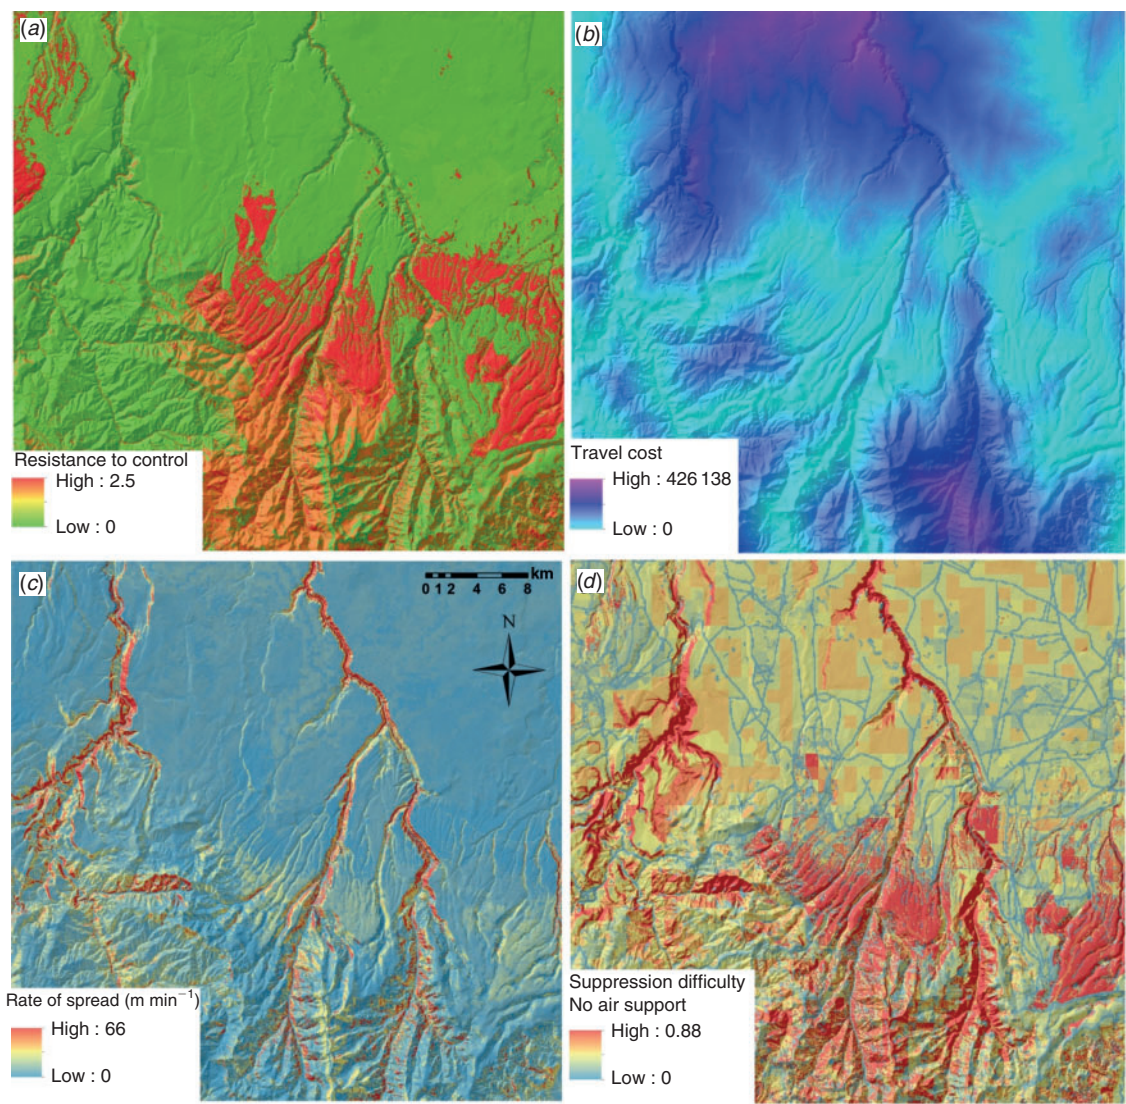 (a)
Resistance to control
High : 2.5
Low : 0
(b)
Travel cost
High : 426 138
Low : 0
(c)
km
0 1 2 4 6 8
N
Rate of spread (m min⁻¹)
High : 66
Low : 0
(d)
Suppression difficulty
No air support
High : 0.88
Low : 0